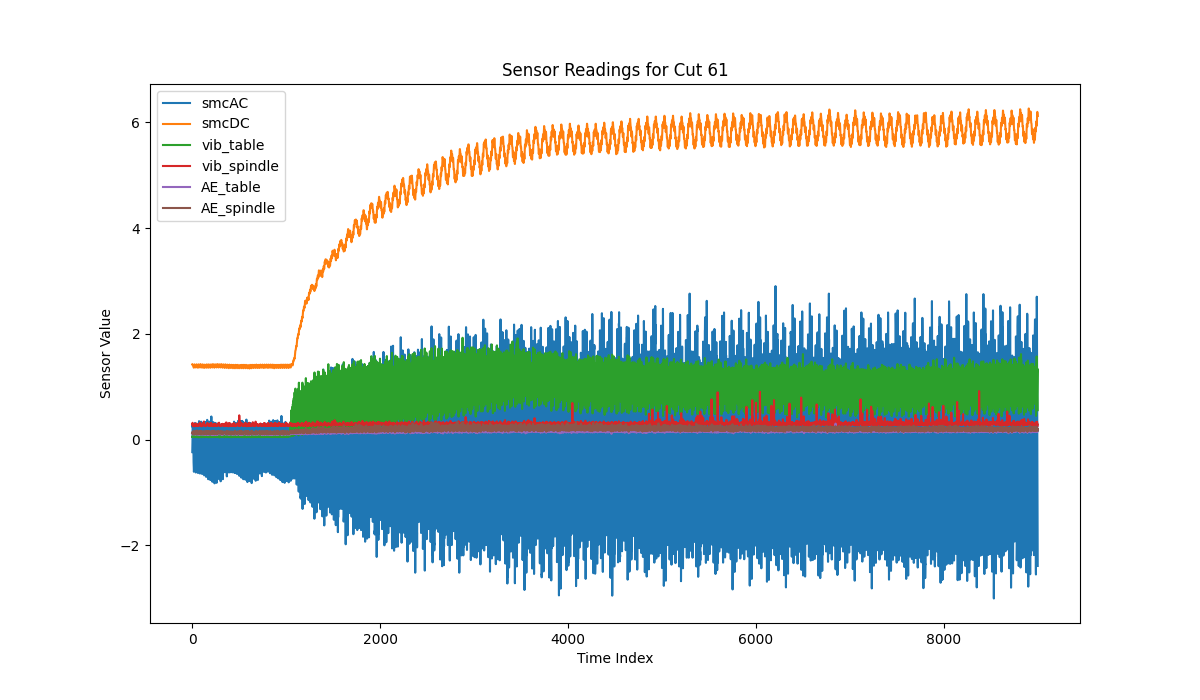 Sensor Readings for Cut 61
smcAC
smcDC
vib_table
vib_spindle
AE_table
AE_spindle
6
4
2
0
−2
Sensor Value
0 2000 4000 6000 8000
Time Index